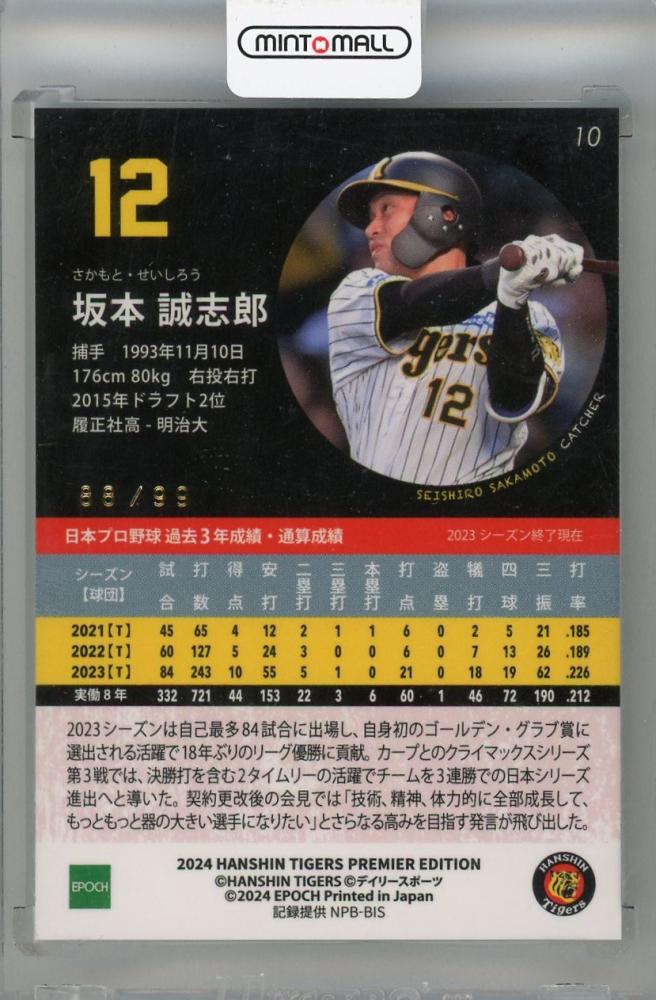 MINT MALL
10
12
さかもと・せいしろう
坂本 誠志郎
捕手 1993年11月10日
176cm 80kg 右投右打
2015年ドラフト2位
履正社高 - 明治大
gers
12
SEISHIRO SAKAMOTO CATCHER
88/99
日本プロ野球 過去3年成績・通算成績 2023 シーズン終了現在
シーズン【球団】 試合 打数 得点 安打 二塁打 三塁打 本塁打 打点 盗塁 犠打 四球 三振 打率
2021【T】 45 65 4 12 2 1 1 6 0 2 5 21 .185
2022【T】 60 127 5 24 3 0 0 6 0 7 13 26 .189
2023【T】 84 243 10 55 5 1 0 21 0 18 19 62 .226
実働8年 332 721 44 153 22 3 6 60 1 46 72 190 .212
2023シーズンは自己最多84試合に出場し、自身初のゴールデン・グラブ賞に
選出される活躍で18年ぶりのリーグ優勝に貢献。カープとのクライマックスシリーズ
第3戦では、決勝打を含む2タイムリーの活躍でチームを3連勝での日本シリーズ
進出へと導いた。契約更改後の会見では「技術、精神、体力的に全部成長して、
もっともっと器の大きい選手になりたい」とさらなる高みを目指す発言が飛び出した。
2024 HANSHIN TIGERS PREMIER EDITION
©HANSHIN TIGERS ©デイリースポーツ
©2024 EPOCH Printed in Japan
記録提供 NPB-BIS
EPOCH
HANSHIN
Tigers